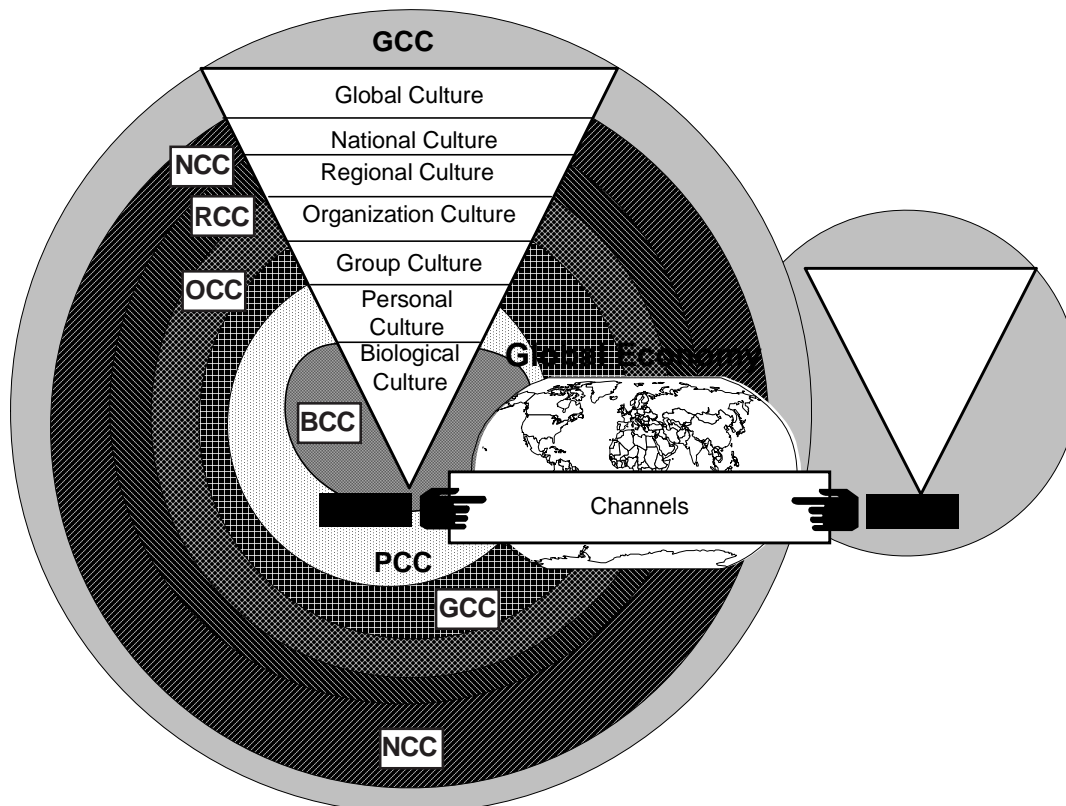 GCC
Global Culture
National Culture
NCC
Regional Culture
RCC
Organization Culture
Group Culture
OCC
Personal
Culture
Biological
Culture
Global Economy
BCC
Channels
PCC
GCC
NCC